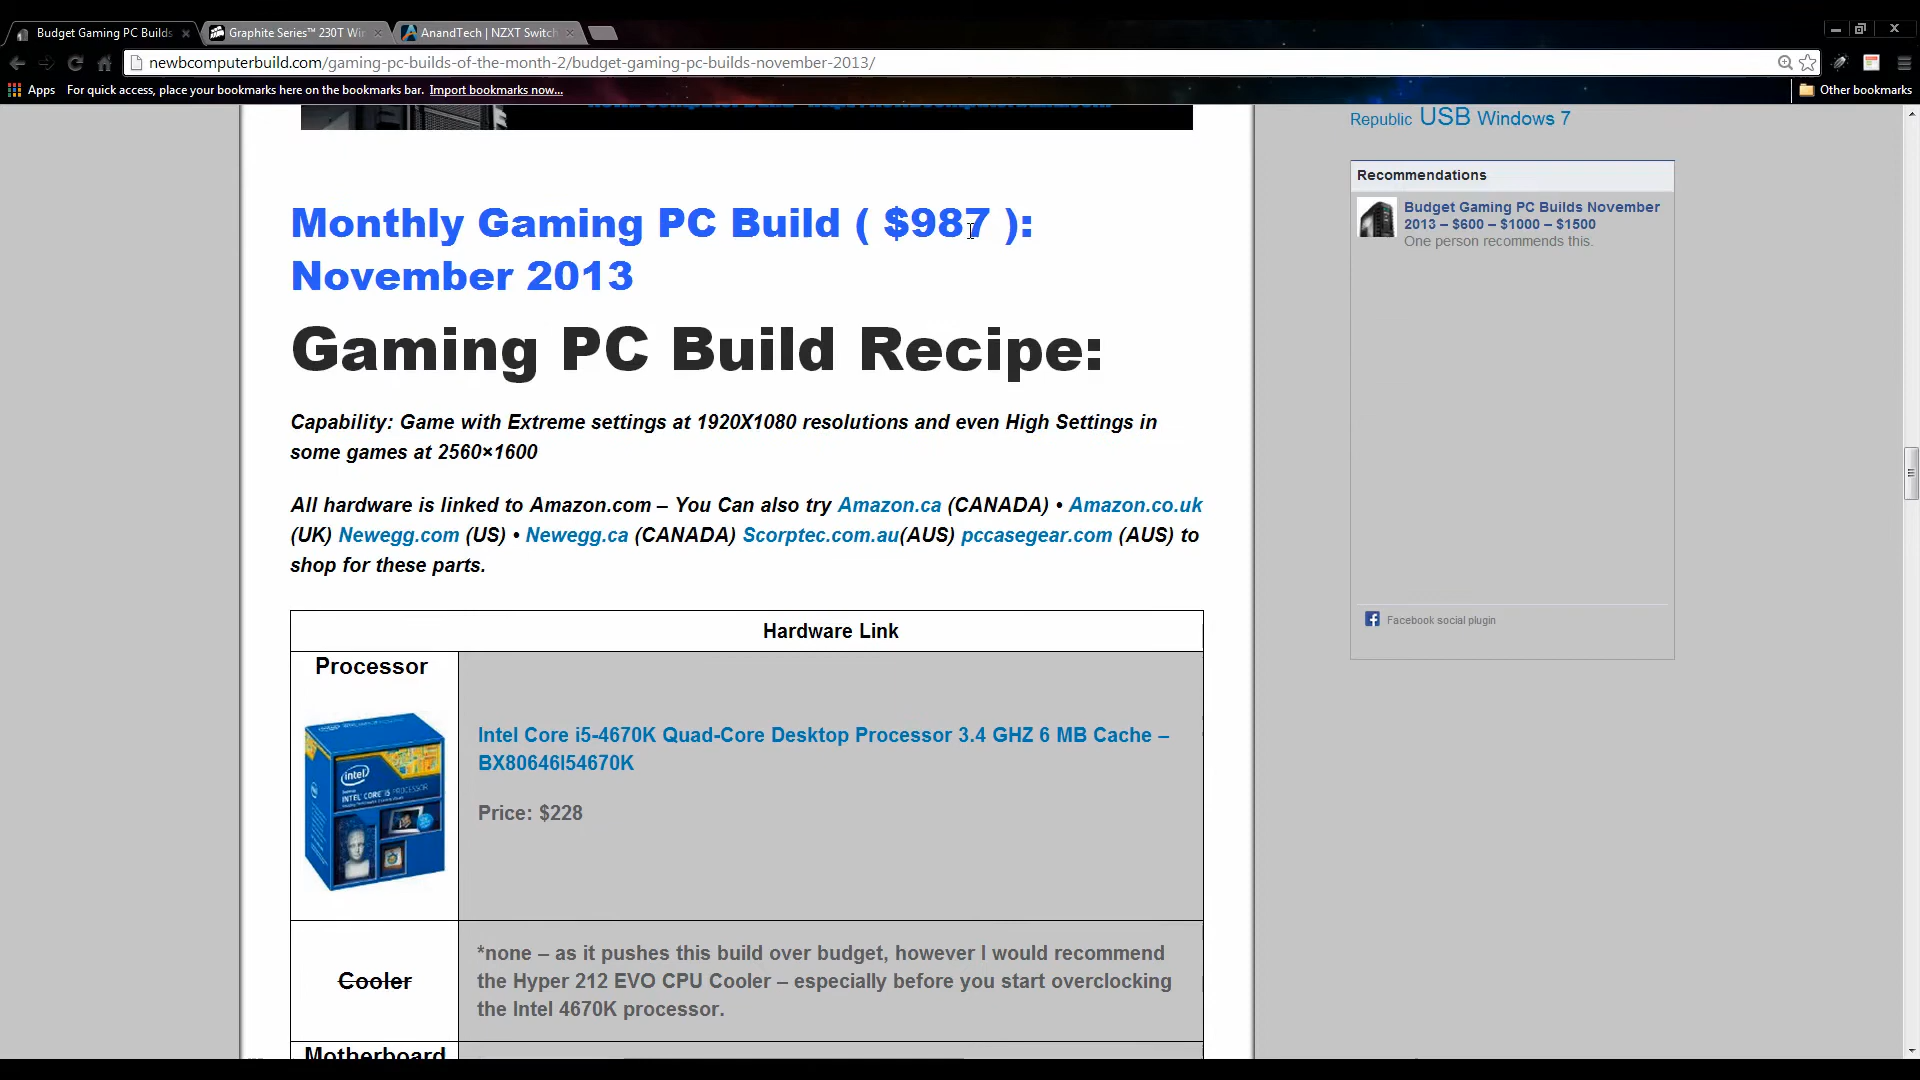 Budget Gaming PC Builds
Graphite Series™ 230T Win
AnandTech | NZXT Switch
newbcomputerbuild.com/gaming-pc-builds-of-the-month-2/budget-gaming-pc-builds-november-2013/
Apps For quick access, place your bookmarks here on the bookmarks bar. Import bookmarks now...
Other bookmarks
Republic USB Windows 7
Recommendations
Budget Gaming PC Builds November
2013 – $600 – $1000 – $1500
One person recommends this.
Facebook social plugin
Monthly Gaming PC Build ( $987 ):
November 2013
Gaming PC Build Recipe:
Capability: Game with Extreme settings at 1920X1080 resolutions and even High Settings in
some games at 2560×1600
All hardware is linked to Amazon.com – You Can also try Amazon.ca (CANADA) • Amazon.co.uk
(UK) Newegg.com (US) • Newegg.ca (CANADA) Scorptec.com.au(AUS) pccasegear.com (AUS) to
shop for these parts.
Hardware Link
Processor
intel
INTEL CORE i5 PROCESSOR
Intel Core i5-4670K Quad-Core Desktop Processor 3.4 GHZ 6 MB Cache –
BX80646I54670K
Price: $228
Cooler
*none – as it pushes this build over budget, however I would recommend
the Hyper 212 EVO CPU Cooler – especially before you start overclocking
the Intel 4670K processor.
Motherboard